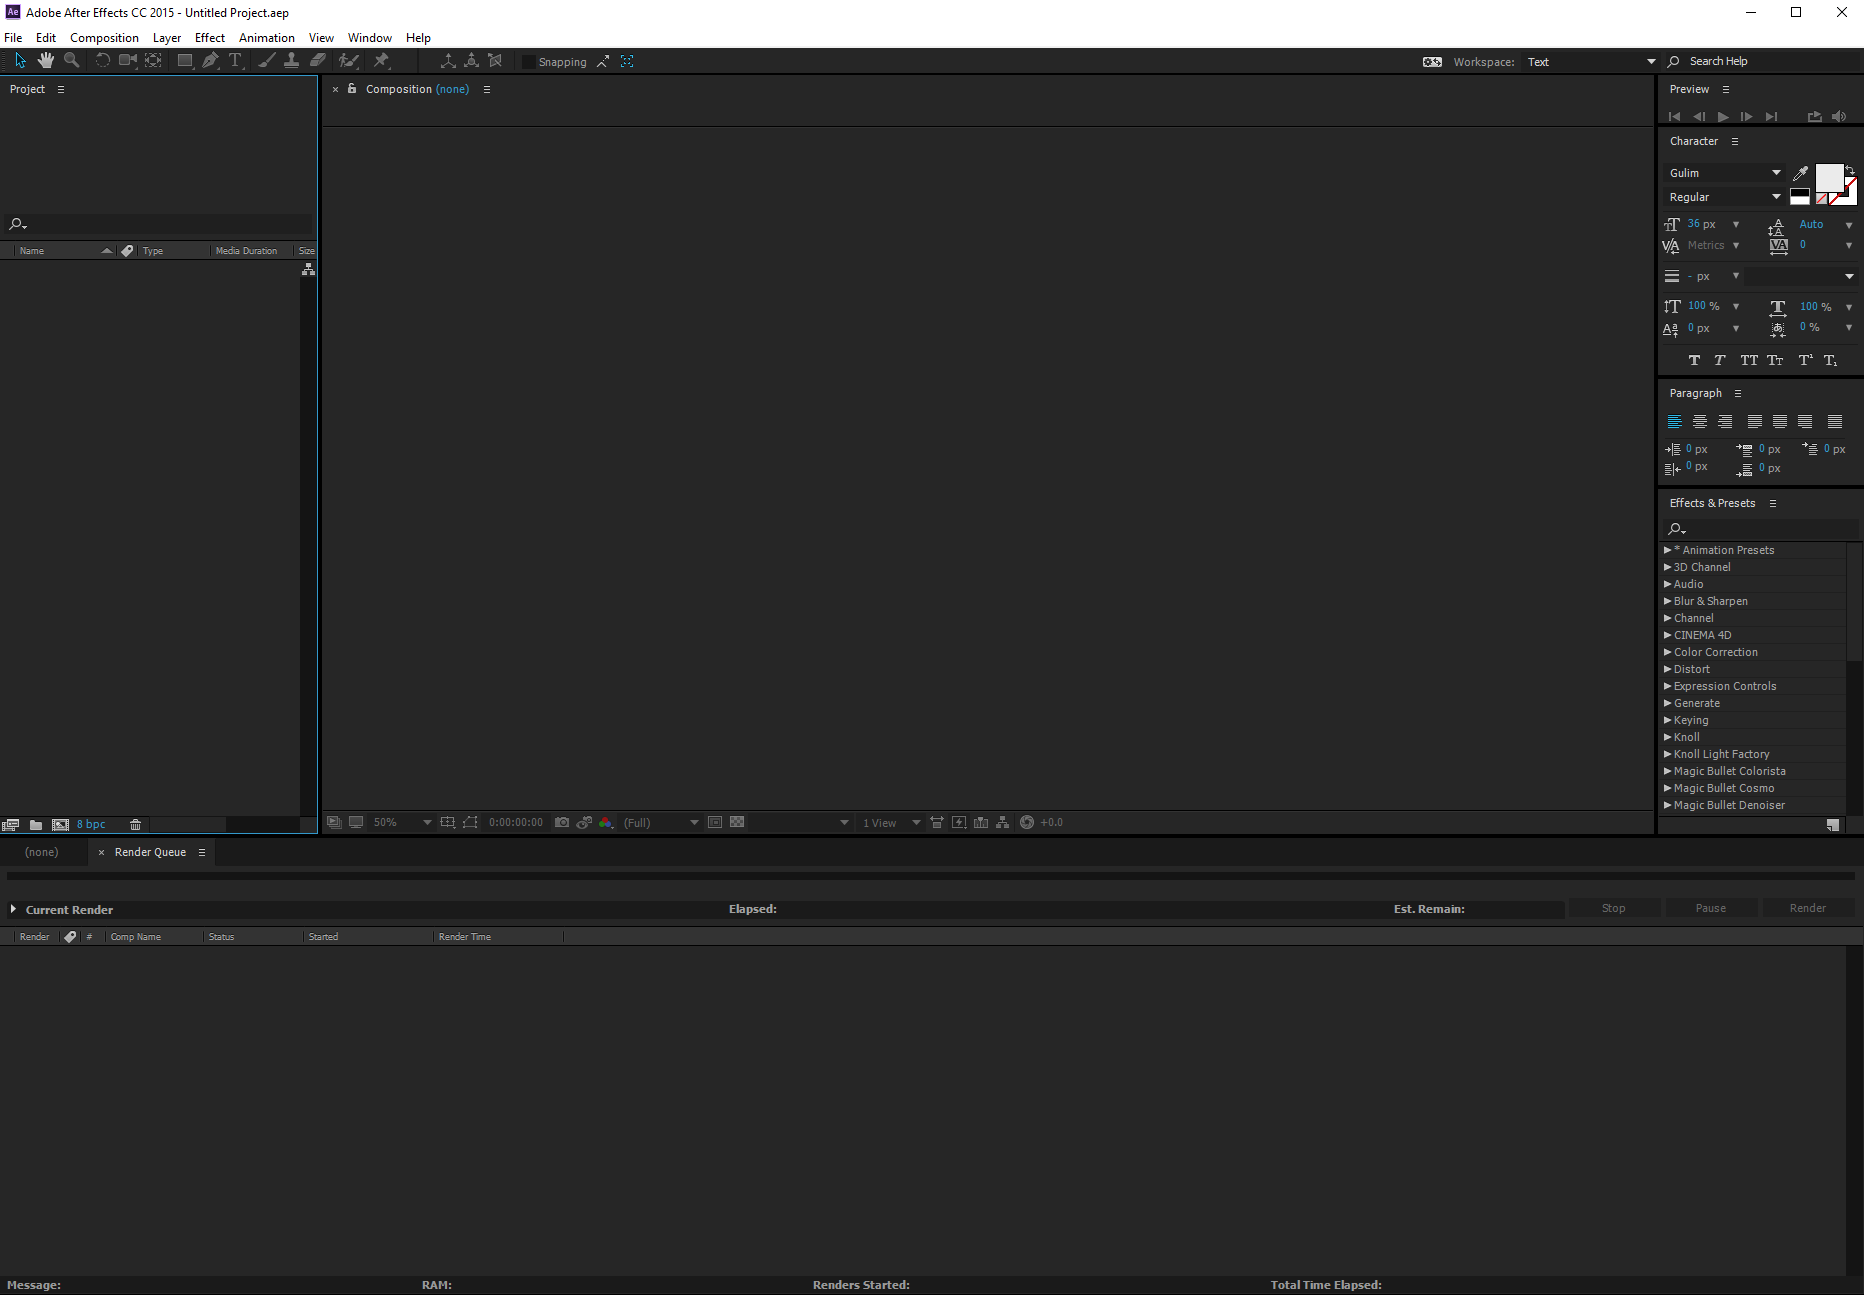 Adobe After Effects CC 2015 - Untitled Project.aep
File Edit Composition Layer Effect Animation View Window Help
Snapping Workspace: Text Search Help
Project
Composition (none)
Preview
Character
Gulim
Regular
36 px Auto
Metrics 0
- px
100 % 100 %
0 px 0 %
Paragraph
0 px 0 px 0 px
0 px 0 px
Effects & Presets
* Animation Presets
3D Channel
Audio
Blur & Sharpen
Channel
CINEMA 4D
Color Correction
Distort
Expression Controls
Generate
Keying
Knoll
Knoll Light Factory
Magic Bullet Colorista
Magic Bullet Cosmo
Magic Bullet Denoiser
Name Type Media Duration Size
8 bpc
50% 0:00:00:00 (Full) 1 View +0.0
(none) Render Queue
Current Render Elapsed: Est. Remain: Stop Pause Render
Render # Comp Name Status Started Render Time
Message: RAM: Renders Started: Total Time Elapsed: